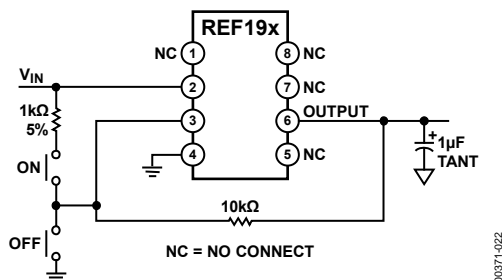 REF19x
NC 1
8 NC
VIN
2
7 NC
1kΩ
5%
3
6 OUTPUT
1µF
TANT
+
4
5 NC
ON
10kΩ
OFF
NC = NO CONNECT
00371-022